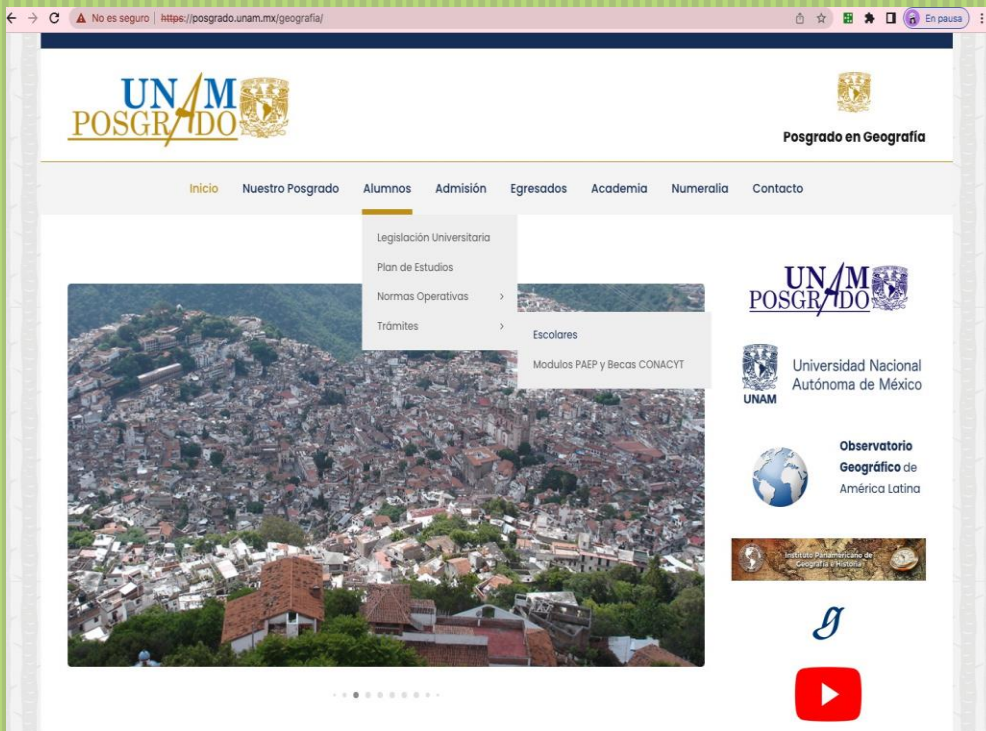 No es seguro | https://posgrado.unam.mx/geografia/
En pausa
UNAM
POSGRADO
Posgrado en Geografía
Inicio Nuestro Posgrado Alumnos Admisión Egresados Academia Numeralia Contacto
Legislación Universitaria
Plan de Estudios
Normas Operativas
Trámites
Escolares
Modulos PAEP y Becas CONACYT
UNAM
POSGRADO
UNAM
Universidad Nacional
Autónoma de México
Observatorio
Geográfico de
América Latina
Instituto Panamericano de
Geografía e Historia
g